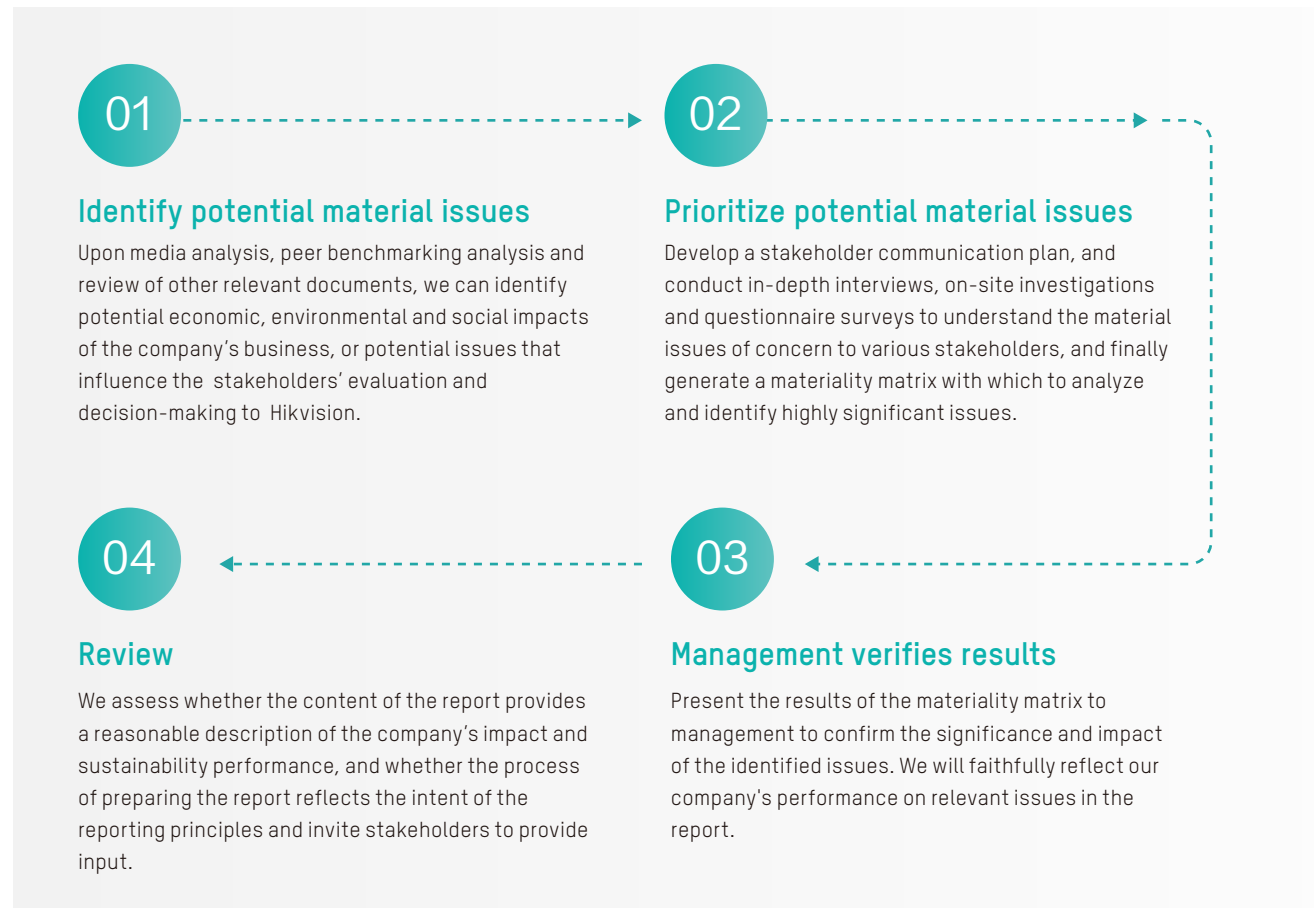 01
Identify potential material issues
Upon media analysis, peer benchmarking analysis and
review of other relevant documents, we can identify
potential economic, environmental and social impacts
of the company's business, or potential issues that
influence the stakeholders' evaluation and
decision-making to Hikvision.
02
Prioritize potential material issues
Develop a stakeholder communication plan, and
conduct in-depth interviews, on-site investigations
and questionnaire surveys to understand the material
issues of concern to various stakeholders, and finally
generate a materiality matrix with which to analyze
and identify highly significant issues.
03
Management verifies results
Present the results of the materiality matrix to
management to confirm the significance and impact
of the identified issues. We will faithfully reflect our
company's performance on relevant issues in the
report.
04
Review
We assess whether the content of the report provides
a reasonable description of the company's impact and
sustainability performance, and whether the process
of preparing the report reflects the intent of the
reporting principles and invite stakeholders to provide
input.